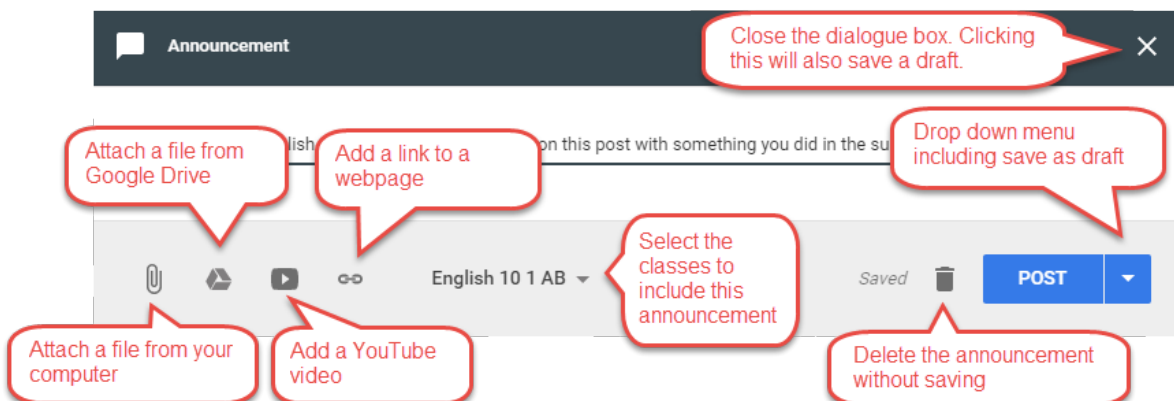 Announcement
Close the dialogue box. Clicking
this will also save a draft.
on this post with something you did in the
Attach a file from
Google Drive
Add a link to a
webpage
Drop down menu
including save as draft
English 10 1 AB
Select the
classes to
include this
announcement
Saved
POST
Attach a file from your
computer
Add a YouTube
video
Delete the announcement
without saving